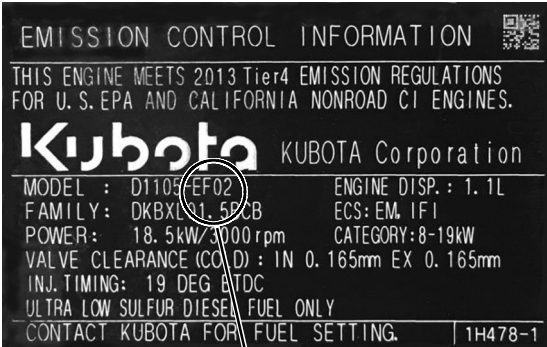 EMISSION CONTROL INFORMATION
THIS ENGINE MEETS 2013 Tier4 EMISSION REGULATIONS
FOR U.S.EPA AND CALIFORNIA NONROAD CI ENGINES.
Kubota KUBOTA Corporation
MODEL : D1105-EF02 ENGINE DISP.: 1.1L
FAMILY: ECS:EM, IFI
POWER: 18.5kW/3000rpm CATEGORY:8-19kW
VALVE CLEARANCE(COLD): IN 0.165mm EX 0.165mm
INJ.TIMING: 19 DEG BTDC
ULTRA LOW SULFUR DIESEL FUEL ONLY
CONTACT KUBOTA FOR FUEL SETTING. 1H478-1